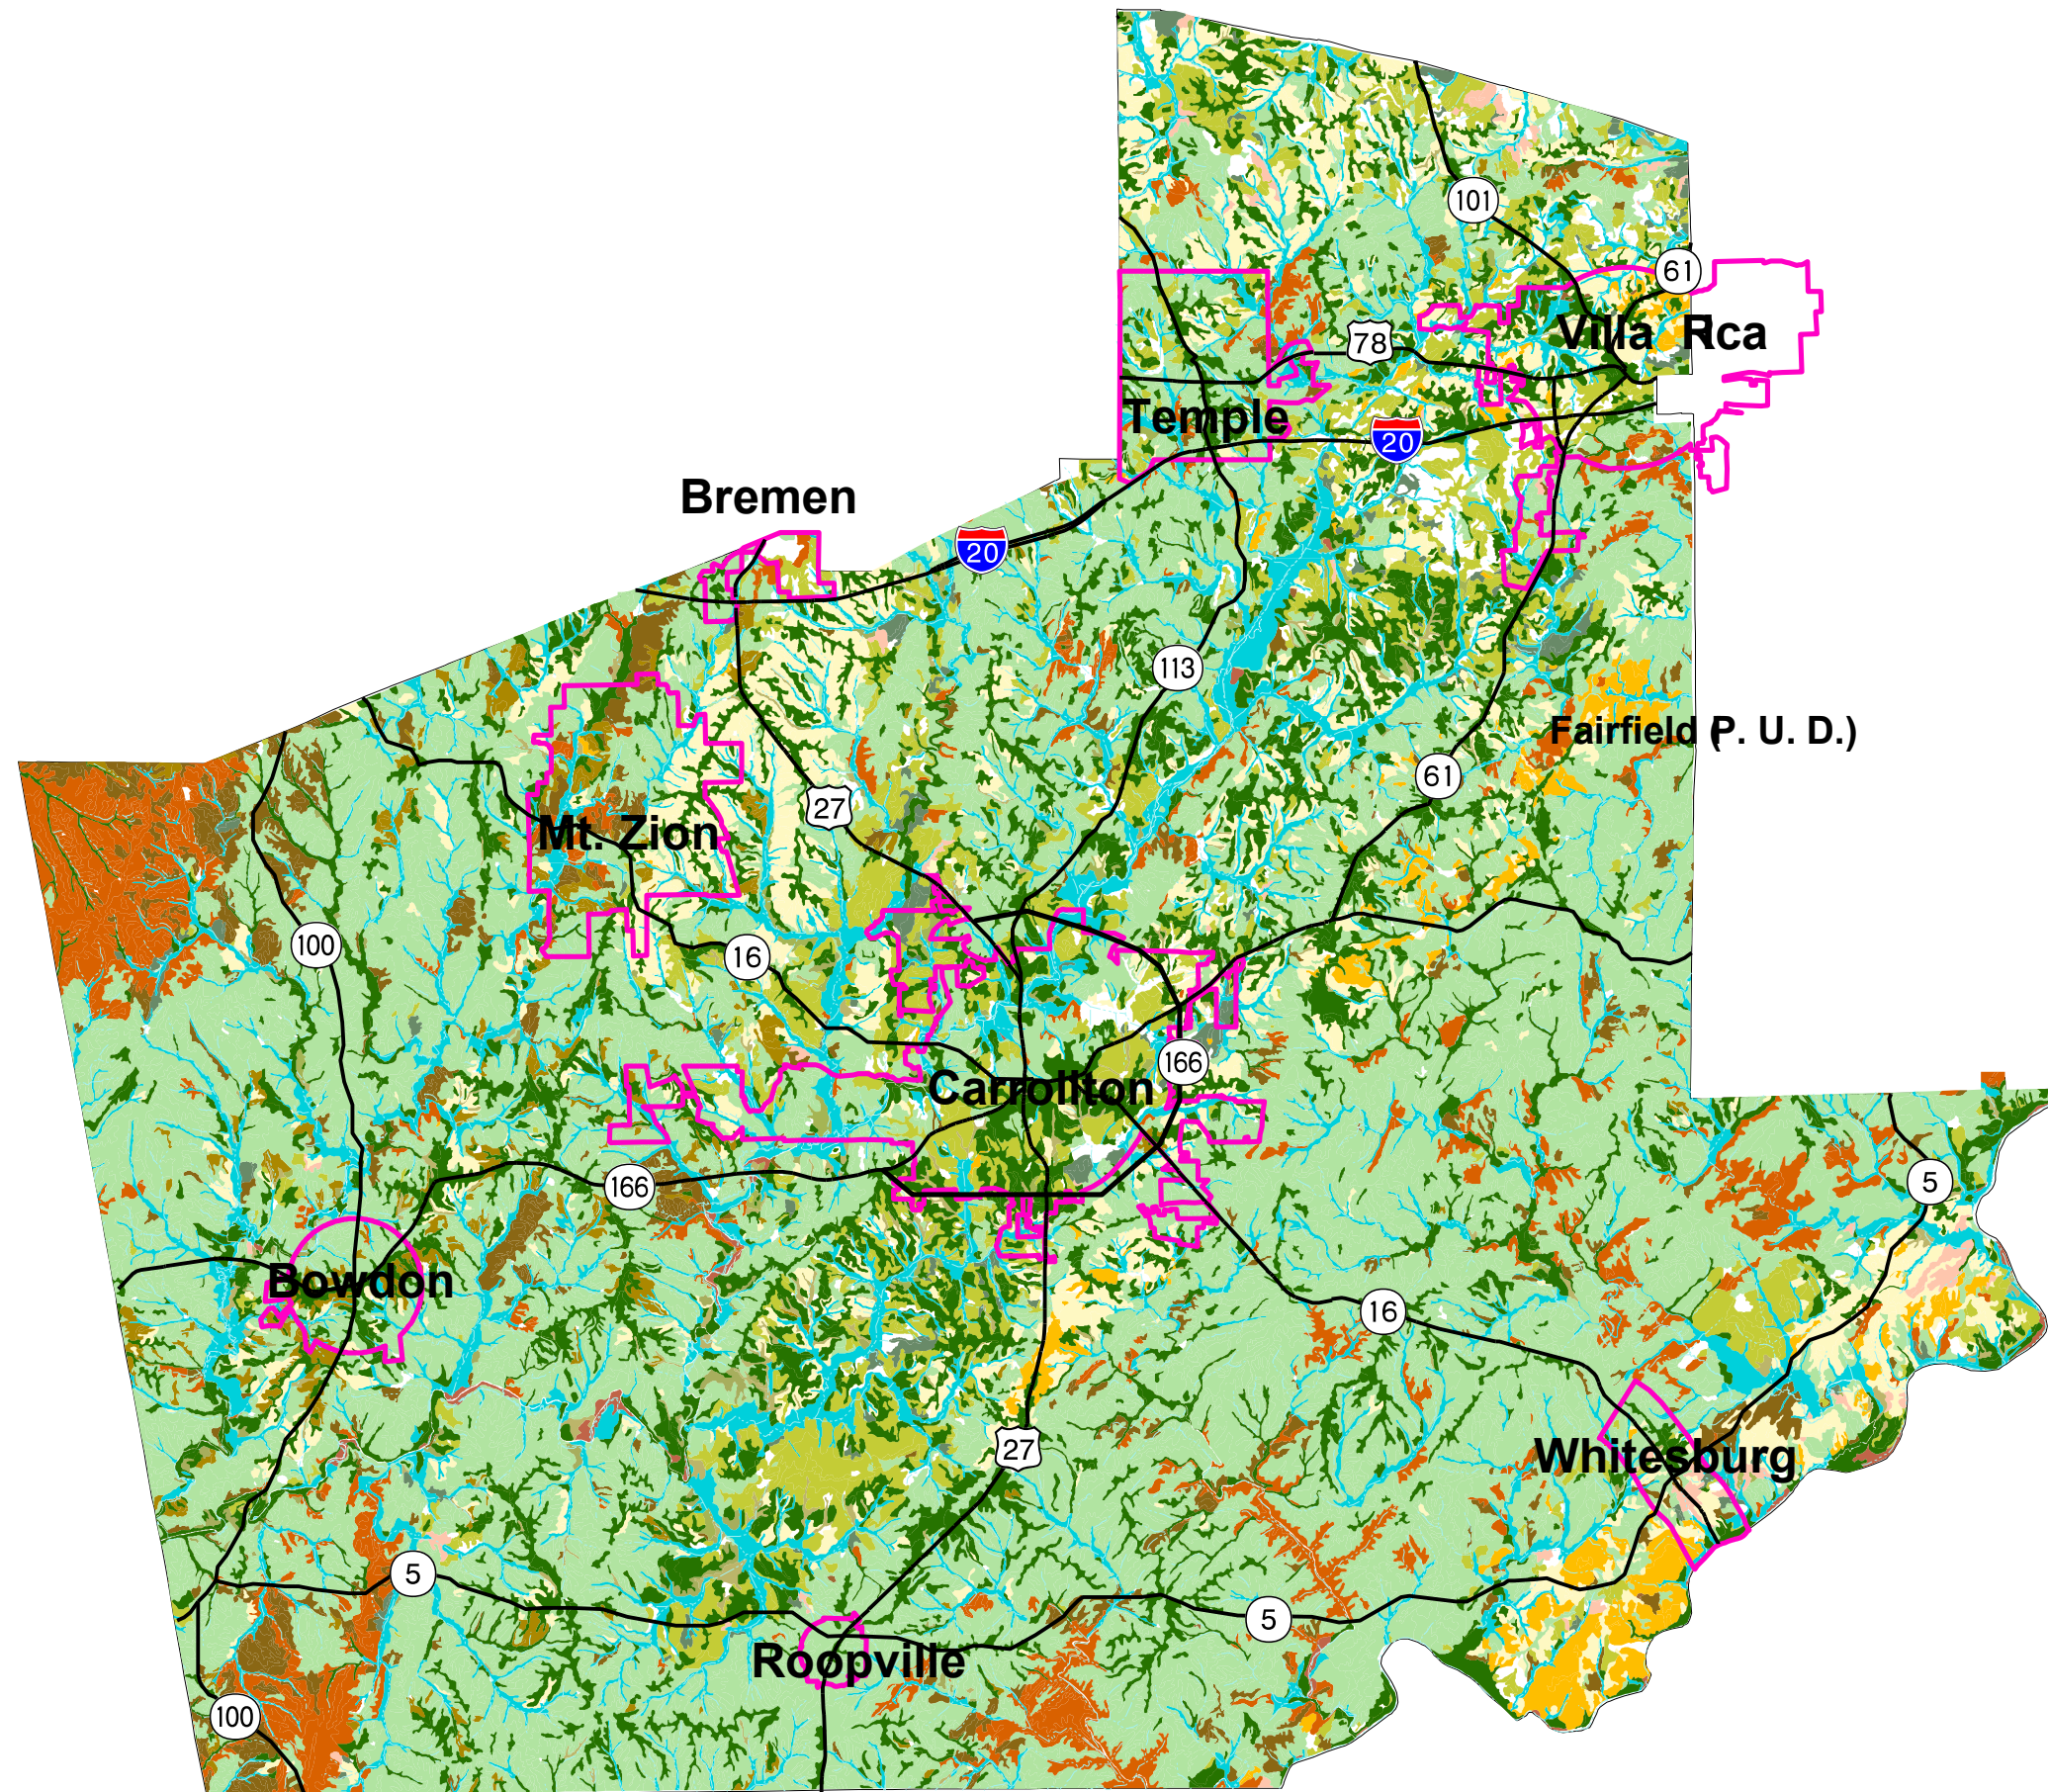 101
61
Villa Rica
78
Temple
20
Bremen
20
113
Fairfield (P. U. D.)
61
27
Mt. Zion
100
16
166
Carrollton
166
5
Bowdon
16
27
Whitesburg
5
5
Roopville
100